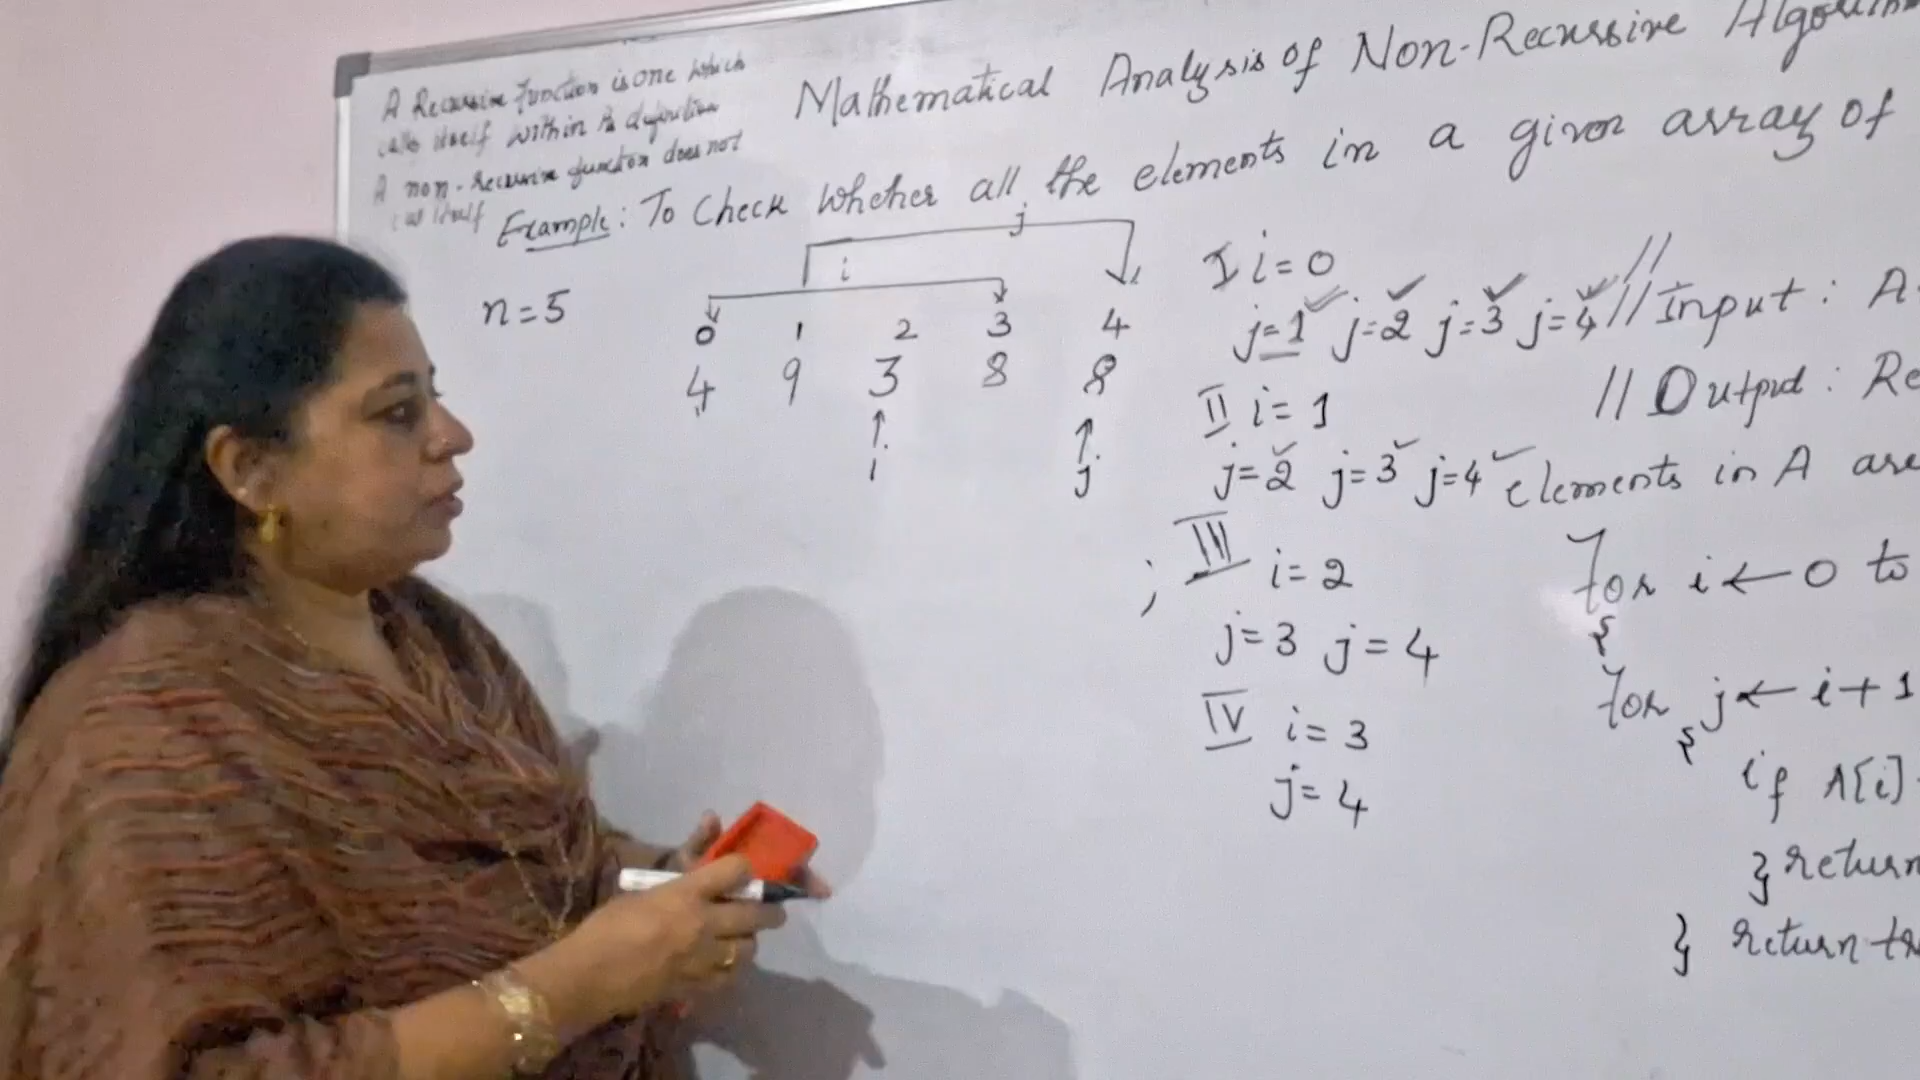 A Recursive function is one which
calls itself within its definition
A non-recursive function does not
call itself
Mathematical Analysis of Non-Recursive Algorithm
Example: To Check Whether all the elements in a given array of
n=5
j
i
0 1 2 3 4
4 9 3 8 8
↑ ↑
i j
I i=0
j=1 ✓ j=2 ✓ j=3 ✓ j=4 ✓
II i=1
j=2 ✓ j=3 ✓ j=4 ✓
; III i=2
j=3 j=4
IV i=3
j=4
//
// Input: A
// Output: Re
elements in A are
for i ← 0 to
{
for j ← i+1
{
if A[i]
} return
} return tr